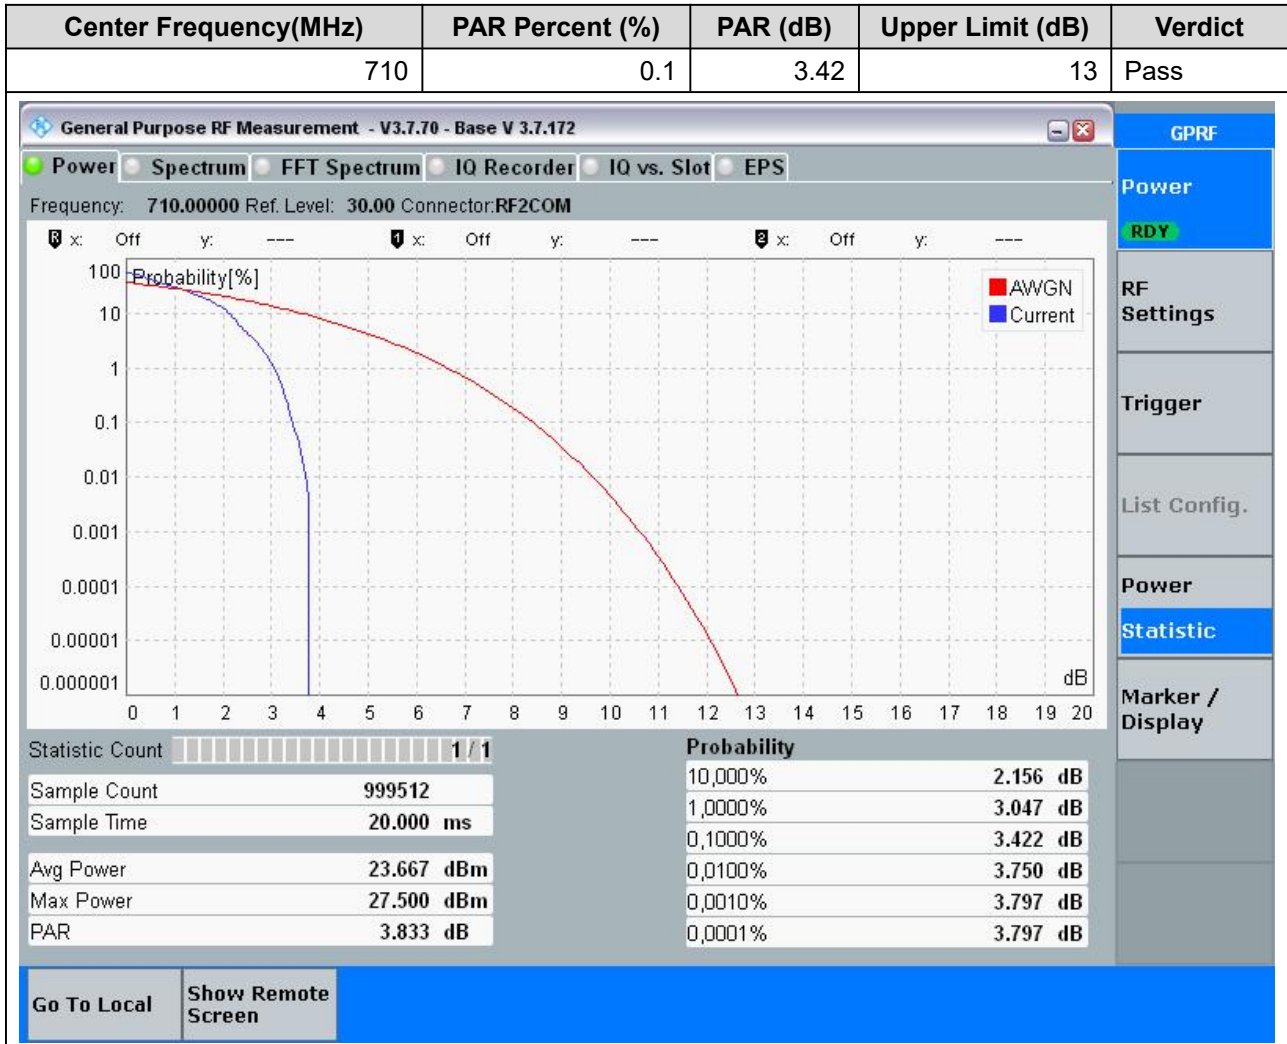 Center Frequency(MHz) PAR Percent (%) PAR (dB) Upper Limit (dB) Verdict
710 0.1 3.42 13 Pass
General Purpose RF Measurement - V3.7.70 - Base V 3.7.172
GPRF
Power Spectrum FFT Spectrum IQ Recorder IQ vs. Slot EPS
Power
RDY
Frequency: 710.00000 Ref. Level: 30.00 Connector:RF2COM
R x: Off y: --- 1 x: Off y: --- 2 x: Off y: ---
Probability[%]
AWGN
Current
100
10
1
0.1
0.01
0.001
0.0001
0.00001
0.000001
dB
0 1 2 3 4 5 6 7 8 9 10 11 12 13 14 15 16 17 18 19 20
RF
Settings
Trigger
List Config.
Power
Statistic
Marker /
Display
Statistic Count 1 / 1
Sample Count 999512
Sample Time 20.000 ms
Avg Power 23.667 dBm
Max Power 27.500 dBm
PAR 3.833 dB
Probability
10,000% 2.156 dB
1,0000% 3.047 dB
0,1000% 3.422 dB
0,0100% 3.750 dB
0,0010% 3.797 dB
0,0001% 3.797 dB
Go To Local
Show Remote
Screen